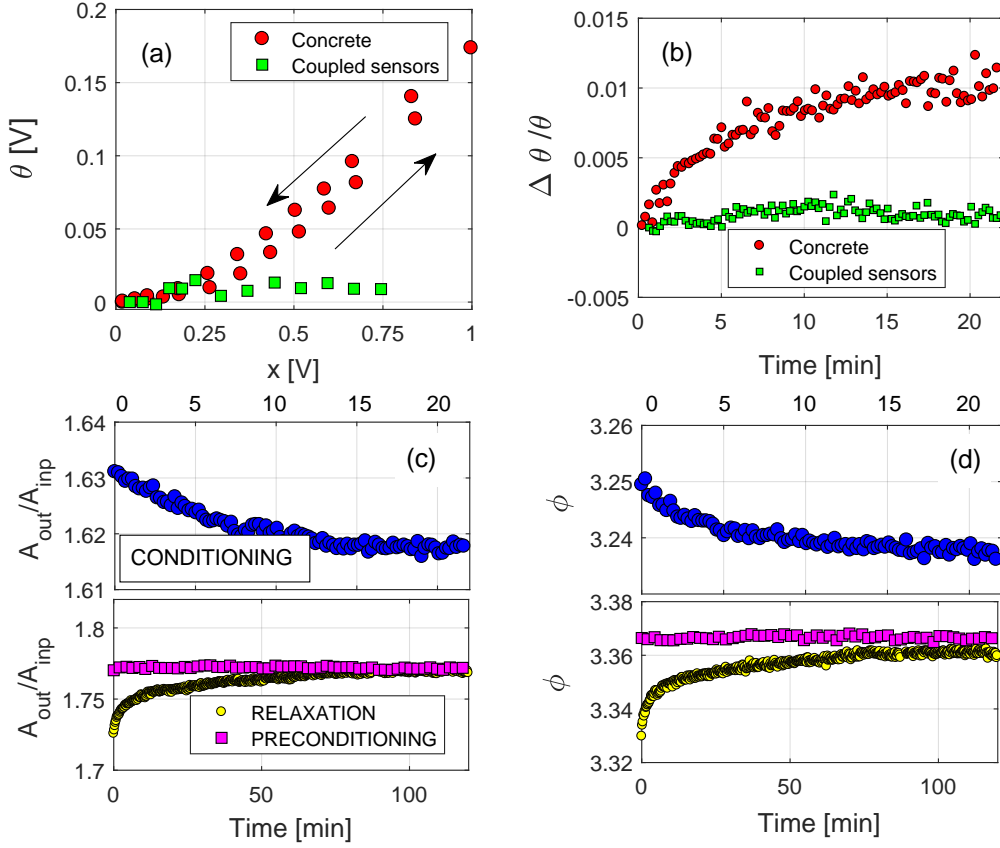 (a)
Concrete
Coupled sensors
0.2
0.15
0.1
0.05
0
θ [V]
0
0.25
0.5
0.75
1
x [V]
(b)
0.015
0.01
0.005
0
-0.005
Δ θ /θ
Concrete
Coupled sensors
0
5
10
15
20
Time [min]
0
5
10
15
20
(c)
1.64
1.63
1.62
1.61
A_out/A_inp
CONDITIONING
1.8
1.75
1.7
A_out/A_inp
RELAXATION
PRECONDITIONING
0
50
100
Time [min]
0
5
10
15
20
(d)
3.26
3.25
3.24
ϕ
3.38
3.36
3.34
3.32
ϕ
0
50
100
Time [min]